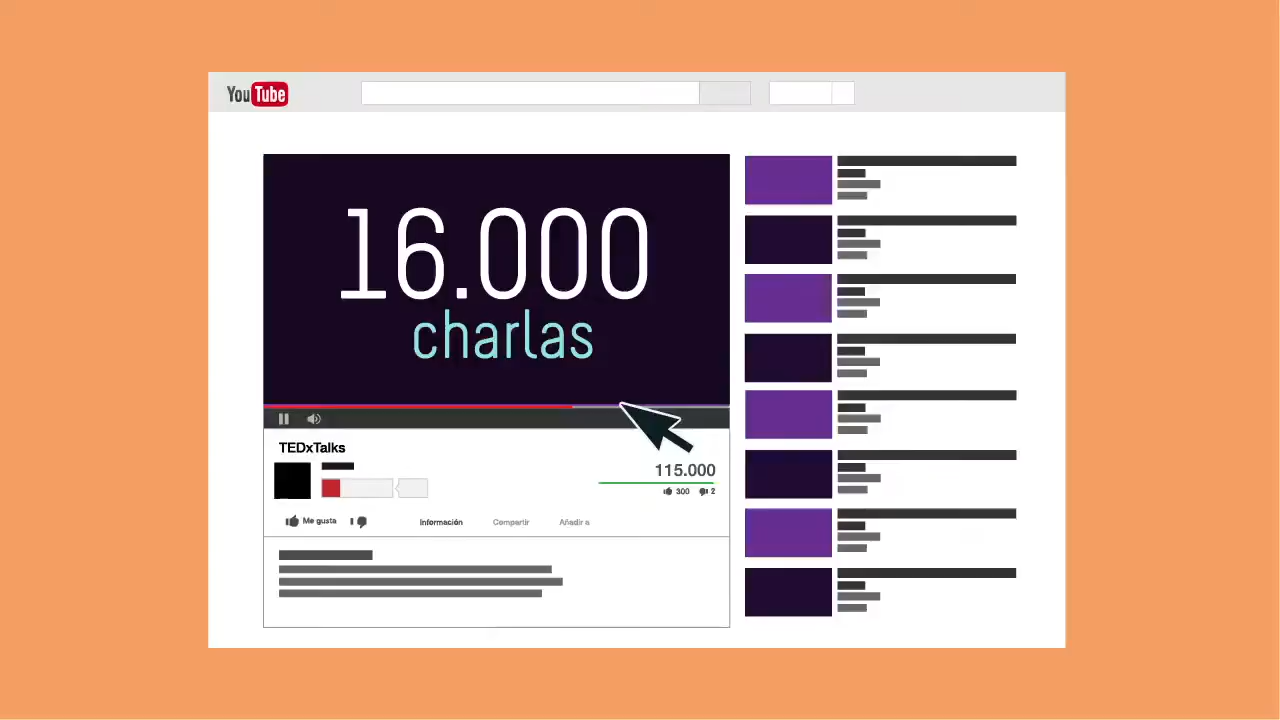 YouTube
16.000
charlas
TEDxTalks
115.000
300 2
Me gusta Información Compartir Añadir a